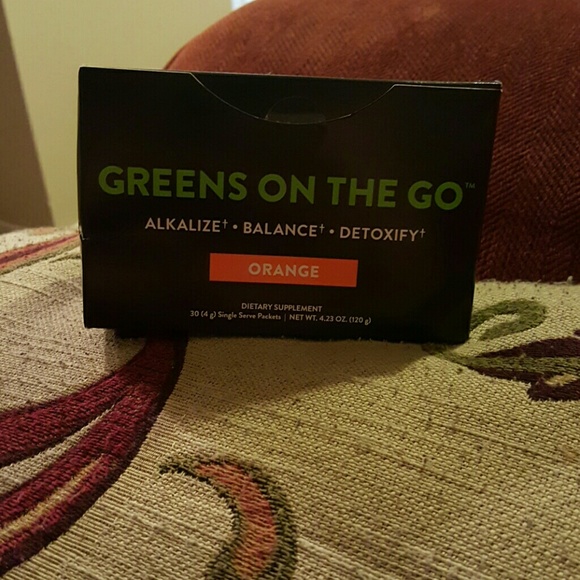 GREENS ON THE GO™
ALKALIZE† • BALANCE† • DETOXIFY†
ORANGE
DIETARY SUPPLEMENT
30 (4 g) Single Serve Packets | NET WT. 4.23 OZ. (120 g)